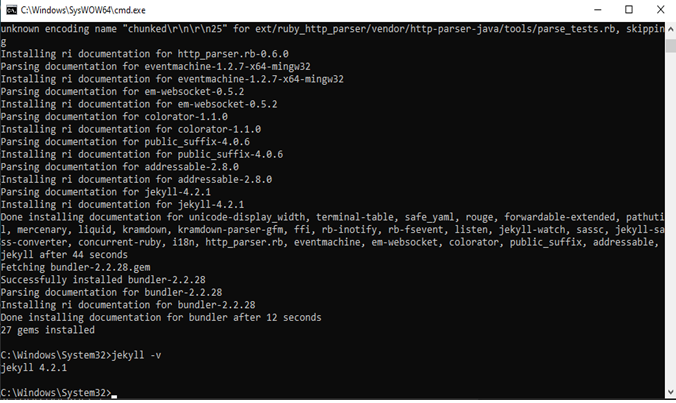 C:\Windows\SysWOW64\cmd.exe
unknown encoding name "chunked\r\n\r\n25" for ext/ruby_http_parser/vendor/http-parser-java/tools/parse_tests.rb, skippin
g
Installing ri documentation for http_parser.rb-0.6.0
Parsing documentation for eventmachine-1.2.7-x64-mingw32
Installing ri documentation for eventmachine-1.2.7-x64-mingw32
Parsing documentation for em-websocket-0.5.2
Installing ri documentation for em-websocket-0.5.2
Parsing documentation for colorator-1.1.0
Installing ri documentation for colorator-1.1.0
Parsing documentation for public_suffix-4.0.6
Installing ri documentation for public_suffix-4.0.6
Parsing documentation for addressable-2.8.0
Installing ri documentation for addressable-2.8.0
Parsing documentation for jekyll-4.2.1
Installing ri documentation for jekyll-4.2.1
Done installing documentation for unicode-display_width, terminal-table, safe_yaml, rouge, forwardable-extended, pathuti
l, mercenary, liquid, kramdown, kramdown-parser-gfm, ffi, rb-inotify, rb-fsevent, listen, jekyll-watch, sassc, jekyll-sa
ss-converter, concurrent-ruby, i18n, http_parser.rb, eventmachine, em-websocket, colorator, public_suffix, addressable,
jekyll after 44 seconds
Fetching bundler-2.2.28.gem
Successfully installed bundler-2.2.28
Parsing documentation for bundler-2.2.28
Installing ri documentation for bundler-2.2.28
Done installing documentation for bundler after 12 seconds
27 gems installed
C:\Windows\System32>jekyll -v
jekyll 4.2.1
C:\Windows\System32>